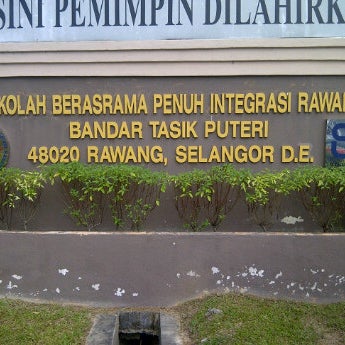 SINI PEMIMPIN DILAHIRK
KOLAH BERASRAMA PENUH INTEGRASI RAWA
BANDAR TASIK PUTERI
48020 RAWANG, SELANGOR D.E.